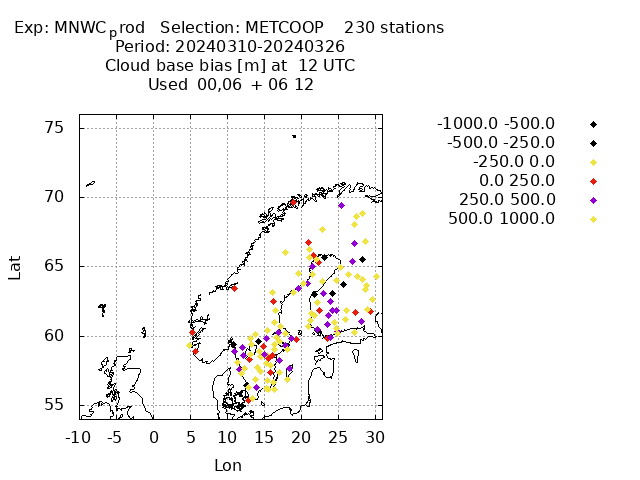 Exp: MNWCprod   Selection: METCOOP    230 stations
Period: 20240310-20240326
Cloud base bias [m] at  12 UTC
Used  00,06  + 06 12
-1000.0 -500.0
-500.0 -250.0
-250.0 0.0
0.0 250.0
250.0 500.0
500.0 1000.0
75
70
65
60
55
Lat
-10 -5 0 5 10 15 20 25 30
Lon